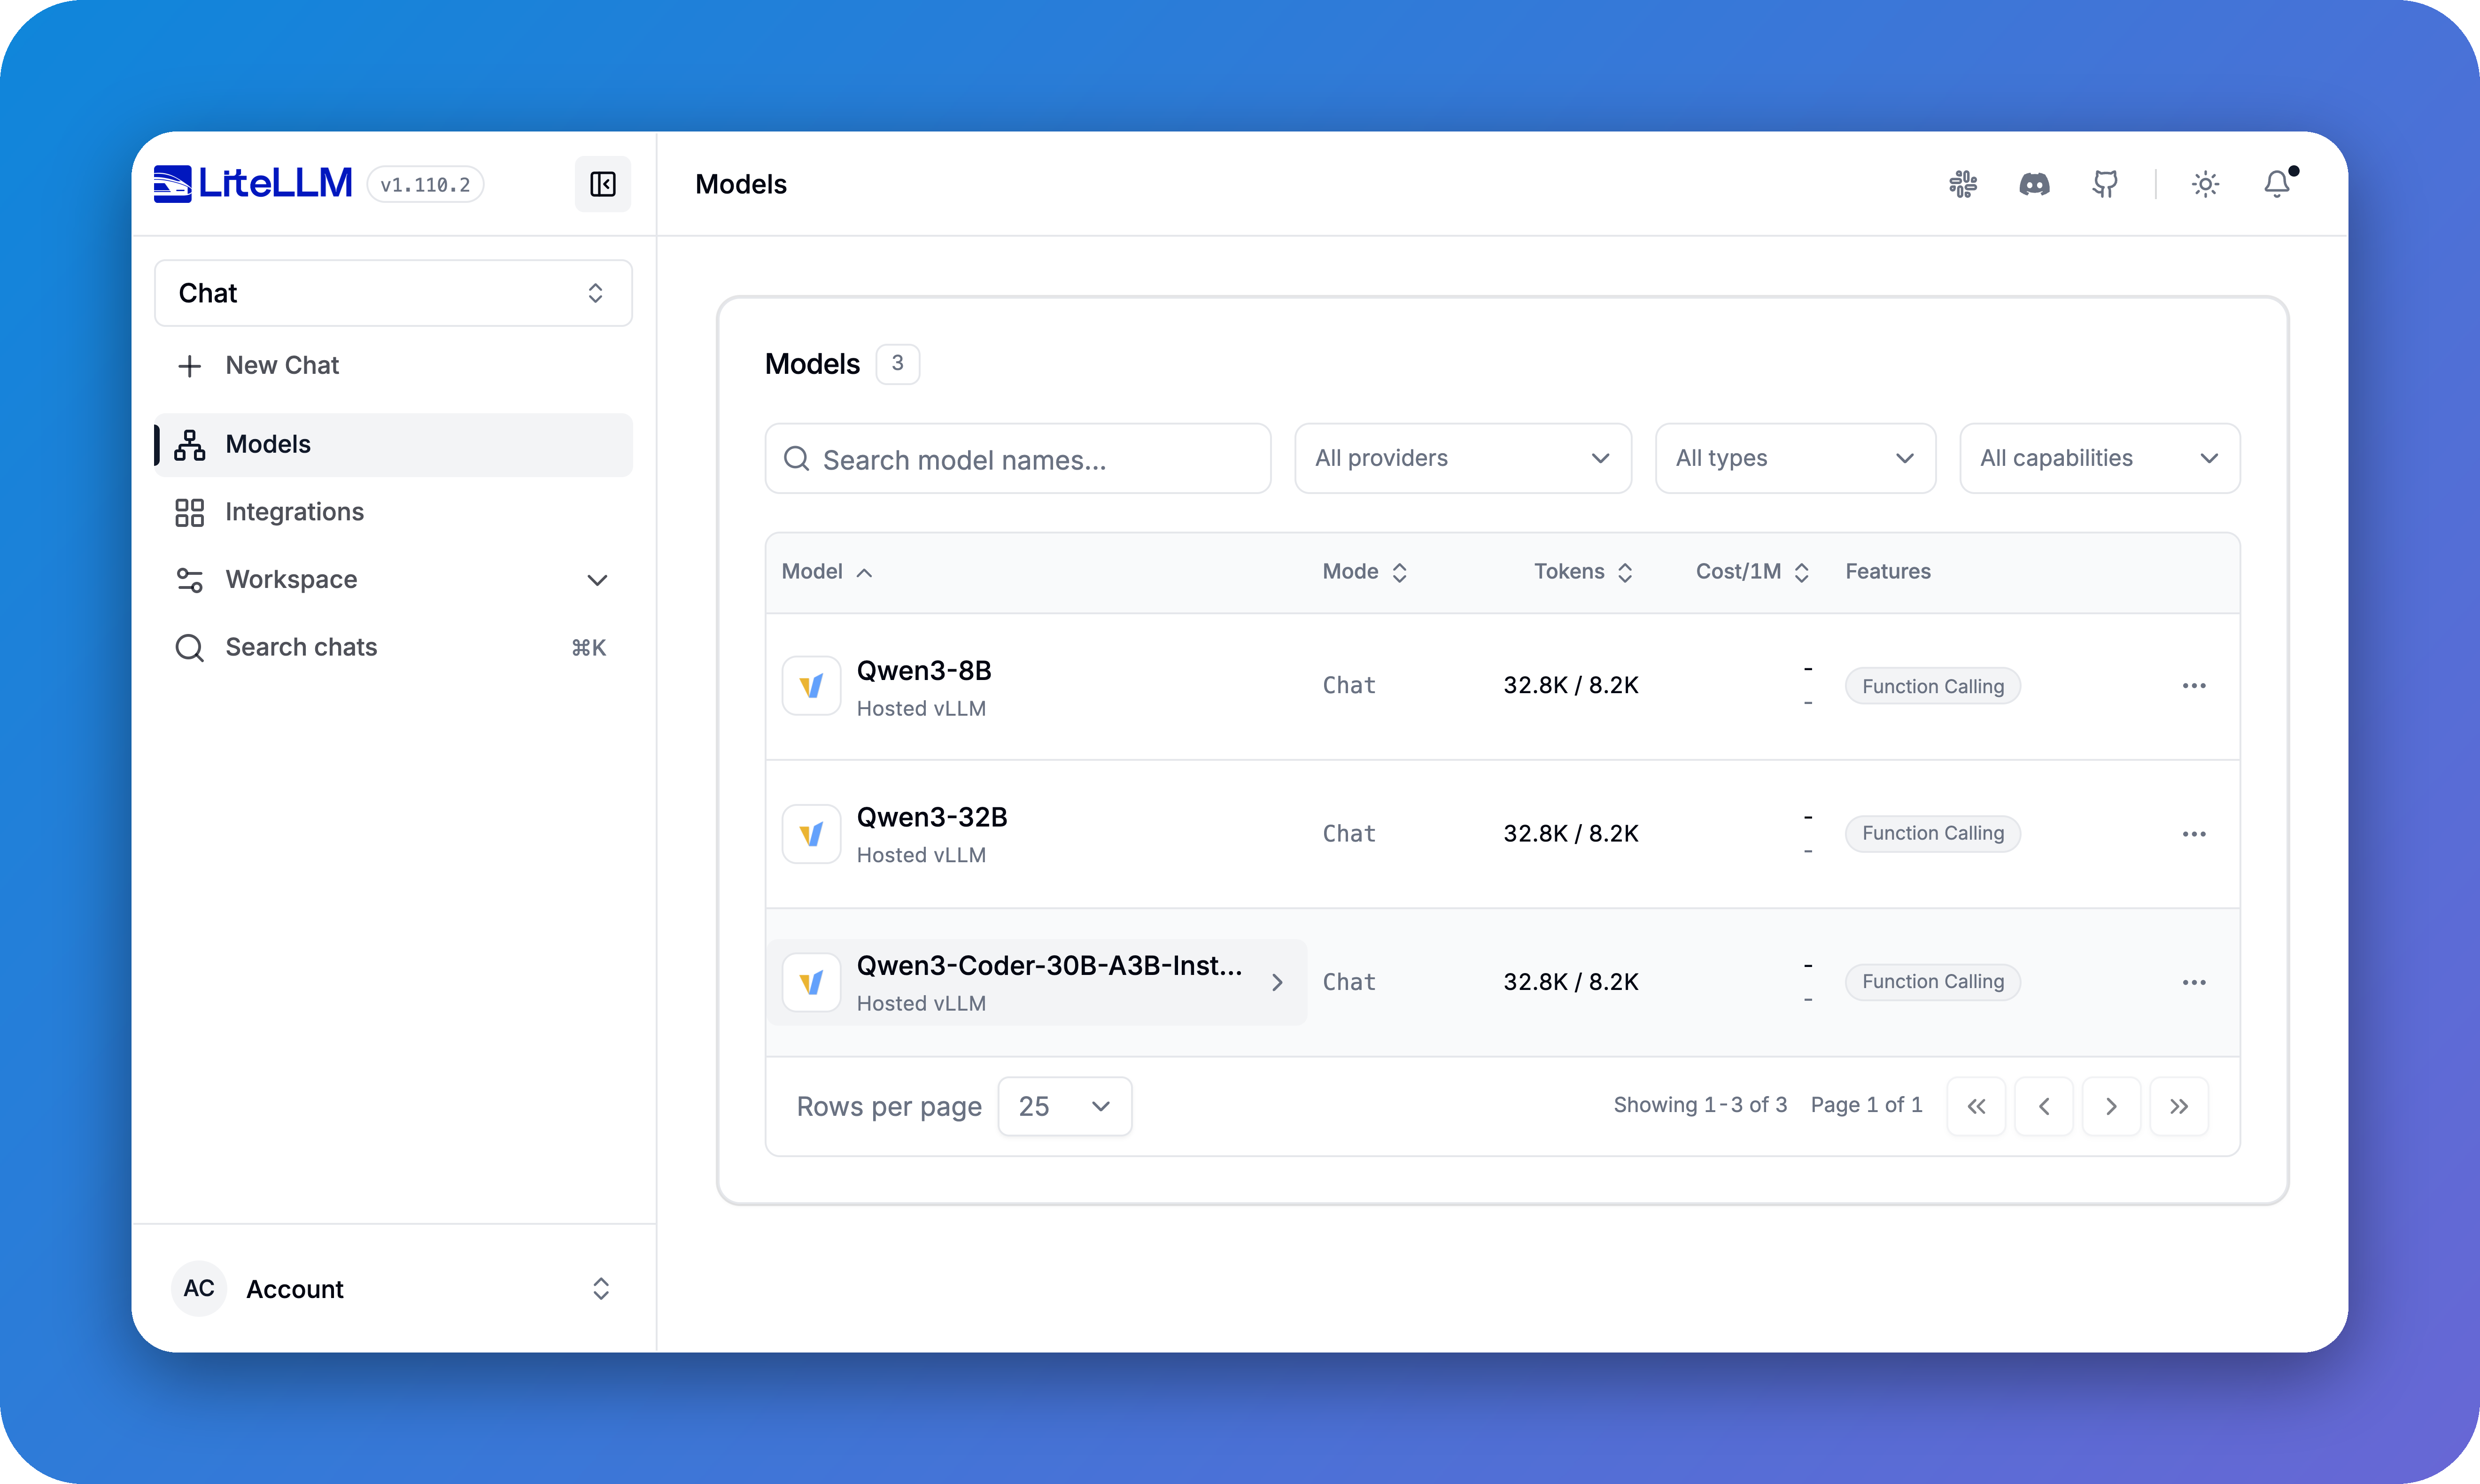 LiteLLM v1.110.2
Models
Chat
New Chat
Models
Integrations
Workspace
Search chats ⌘K
AC Account
Models 3
Search model names...
All providers
All types
All capabilities
Model Mode Tokens Cost/1M Features
Qwen3-8B
Hosted vLLM
Chat 32.8K / 8.2K - - Function Calling
Qwen3-32B
Hosted vLLM
Chat 32.8K / 8.2K - - Function Calling
Qwen3-Coder-30B-A3B-Inst...
Hosted vLLM
Chat 32.8K / 8.2K - - Function Calling
Rows per page 25 Showing 1-3 of 3 Page 1 of 1